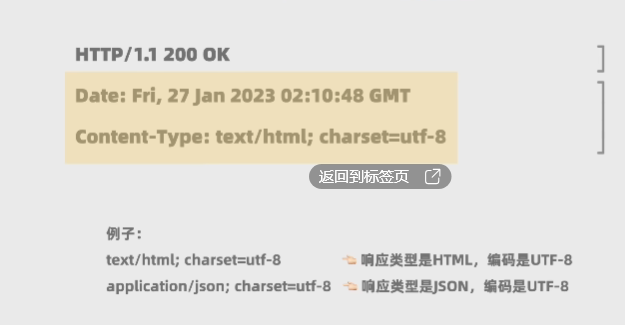 HTTP/1.1 200 OK
Date: Fri, 27 Jan 2023 02:10:48 GMT
Content-Type: text/html; charset=utf-8
返回到标签页
例子：
text/html; charset=utf-8 👈 响应类型是HTML，编码是UTF-8
application/json; charset=utf-8 👈 响应类型是JSON，编码是UTF-8